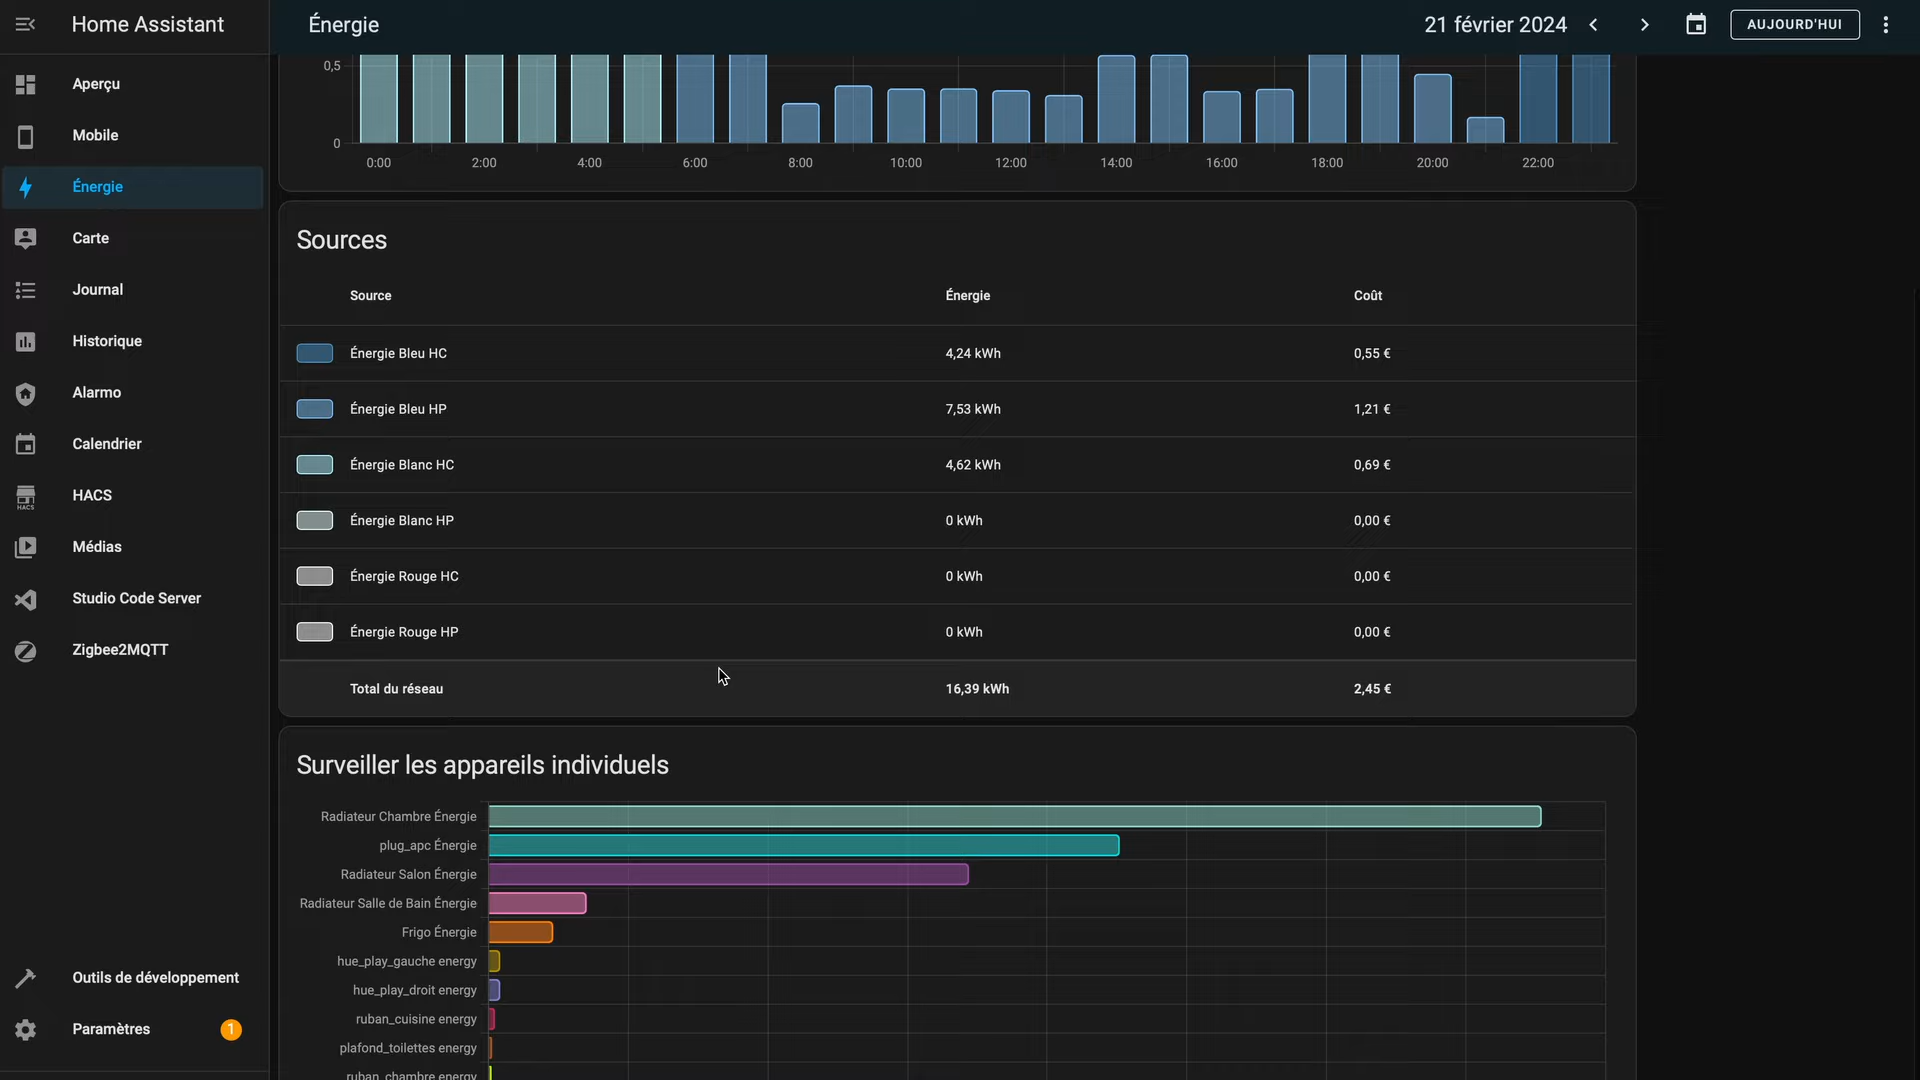 Home Assistant
Énergie
21 février 2024
AUJOURD'HUI
Aperçu
Mobile
Énergie
Carte
Journal
Historique
Alarmo
Calendrier
HACS
HACS
Médias
Studio Code Server
Zigbee2MQTT
Outils de développement
Paramètres 1
0,5
0
0:00 2:00 4:00 6:00 8:00 10:00 12:00 14:00 16:00 18:00 20:00 22:00
Sources
Source Énergie Coût
Énergie Bleu HC 4,24 kWh 0,55 €
Énergie Bleu HP 7,53 kWh 1,21 €
Énergie Blanc HC 4,62 kWh 0,69 €
Énergie Blanc HP 0 kWh 0,00 €
Énergie Rouge HC 0 kWh 0,00 €
Énergie Rouge HP 0 kWh 0,00 €
Total du réseau 16,39 kWh 2,45 €
Surveiller les appareils individuels
Radiateur Chambre Énergie
plug_apc Énergie
Radiateur Salon Énergie
Radiateur Salle de Bain Énergie
Frigo Énergie
hue_play_gauche energy
hue_play_droit energy
ruban_cuisine energy
plafond_toilettes energy
ruban_chambre energy